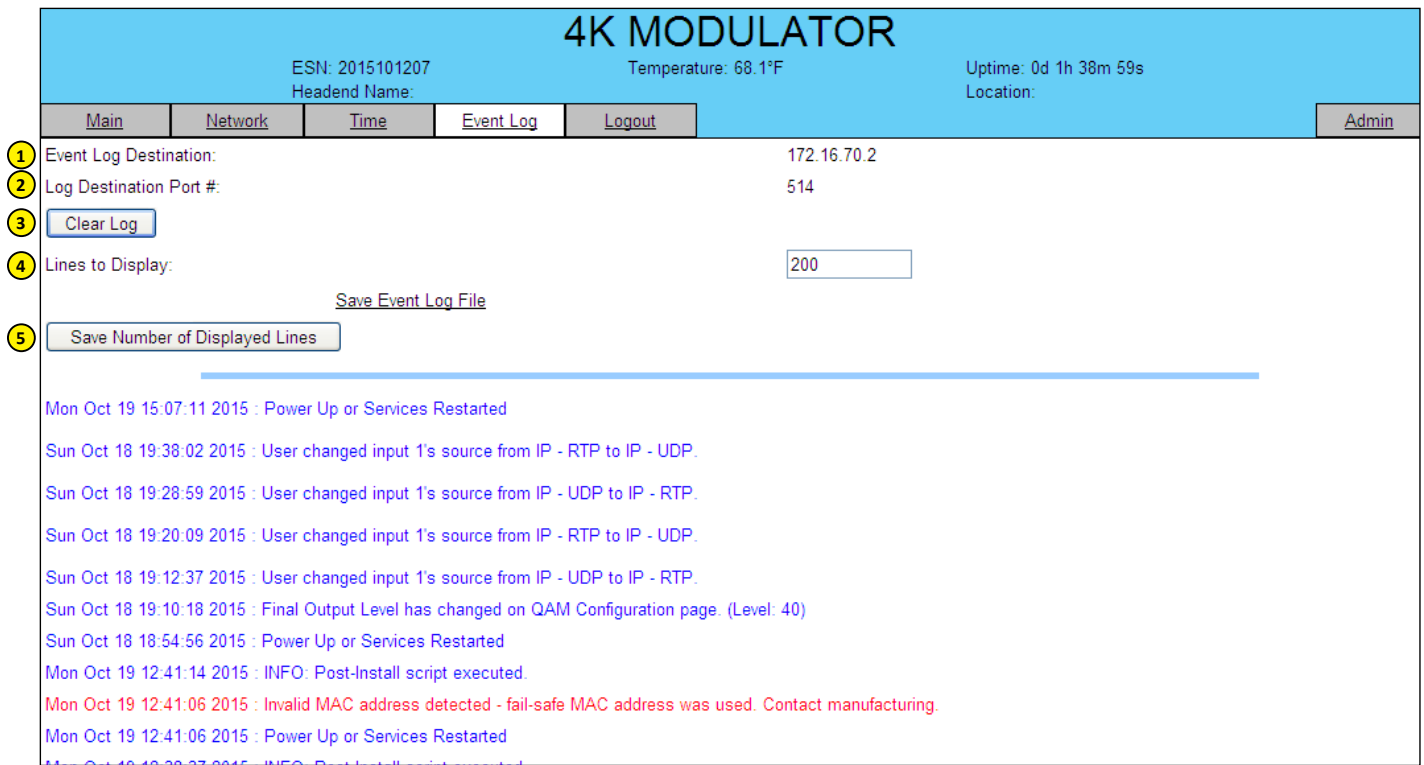 4K MODULATOR
ESN: 2015101207 Temperature: 68.1°F Uptime: 0d 1h 38m 59s
Headend Name: Location:
Main Network Time Event Log Logout Admin
1 Event Log Destination: 172.16.70.2
2 Log Destination Port #: 514
3 Clear Log
4 Lines to Display: 200
Save Event Log File
5 Save Number of Displayed Lines
Mon Oct 19 15:07:11 2015 : Power Up or Services Restarted
Sun Oct 18 19:38:02 2015 : User changed input 1's source from IP - RTP to IP - UDP.
Sun Oct 18 19:28:59 2015 : User changed input 1's source from IP - UDP to IP - RTP.
Sun Oct 18 19:20:09 2015 : User changed input 1's source from IP - RTP to IP - UDP.
Sun Oct 18 19:12:37 2015 : User changed input 1's source from IP - UDP to IP - RTP.
Sun Oct 18 19:10:18 2015 : Final Output Level has changed on QAM Configuration page. (Level: 40)
Sun Oct 18 18:54:56 2015 : Power Up or Services Restarted
Mon Oct 19 12:41:14 2015 : INFO: Post-Install script executed.
Mon Oct 19 12:41:06 2015 : Invalid MAC address detected - fail-safe MAC address was used. Contact manufacturing.
Mon Oct 19 12:41:06 2015 : Power Up or Services Restarted